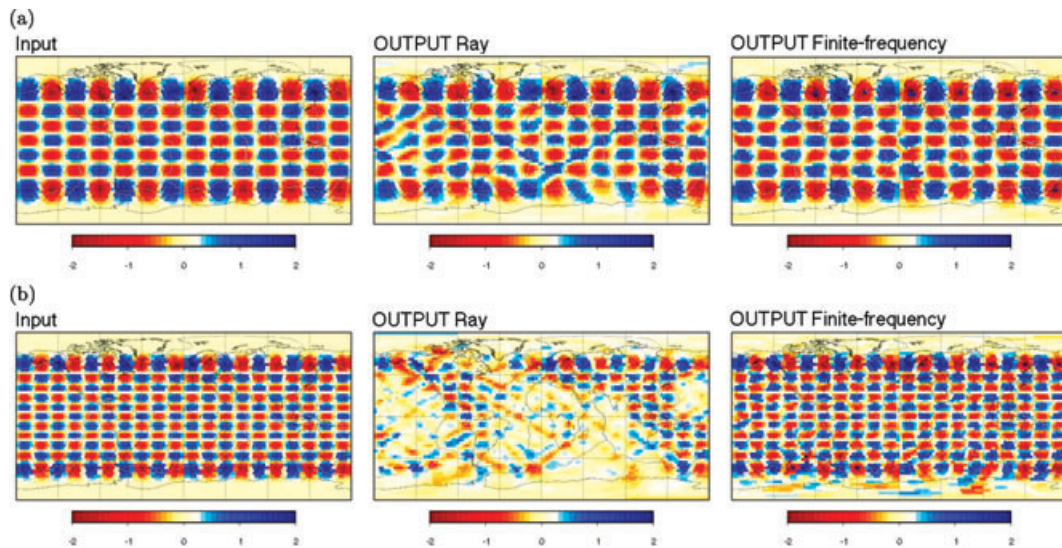 (a)
Input
OUTPUT Ray
OUTPUT Finite-frequency
-2 -1 0 1 2
-2 -1 0 1 2
-2 -1 0 1 2
(b)
Input
OUTPUT Ray
OUTPUT Finite-frequency
-2 -1 0 1 2
-2 -1 0 1 2
-2 -1 0 1 2